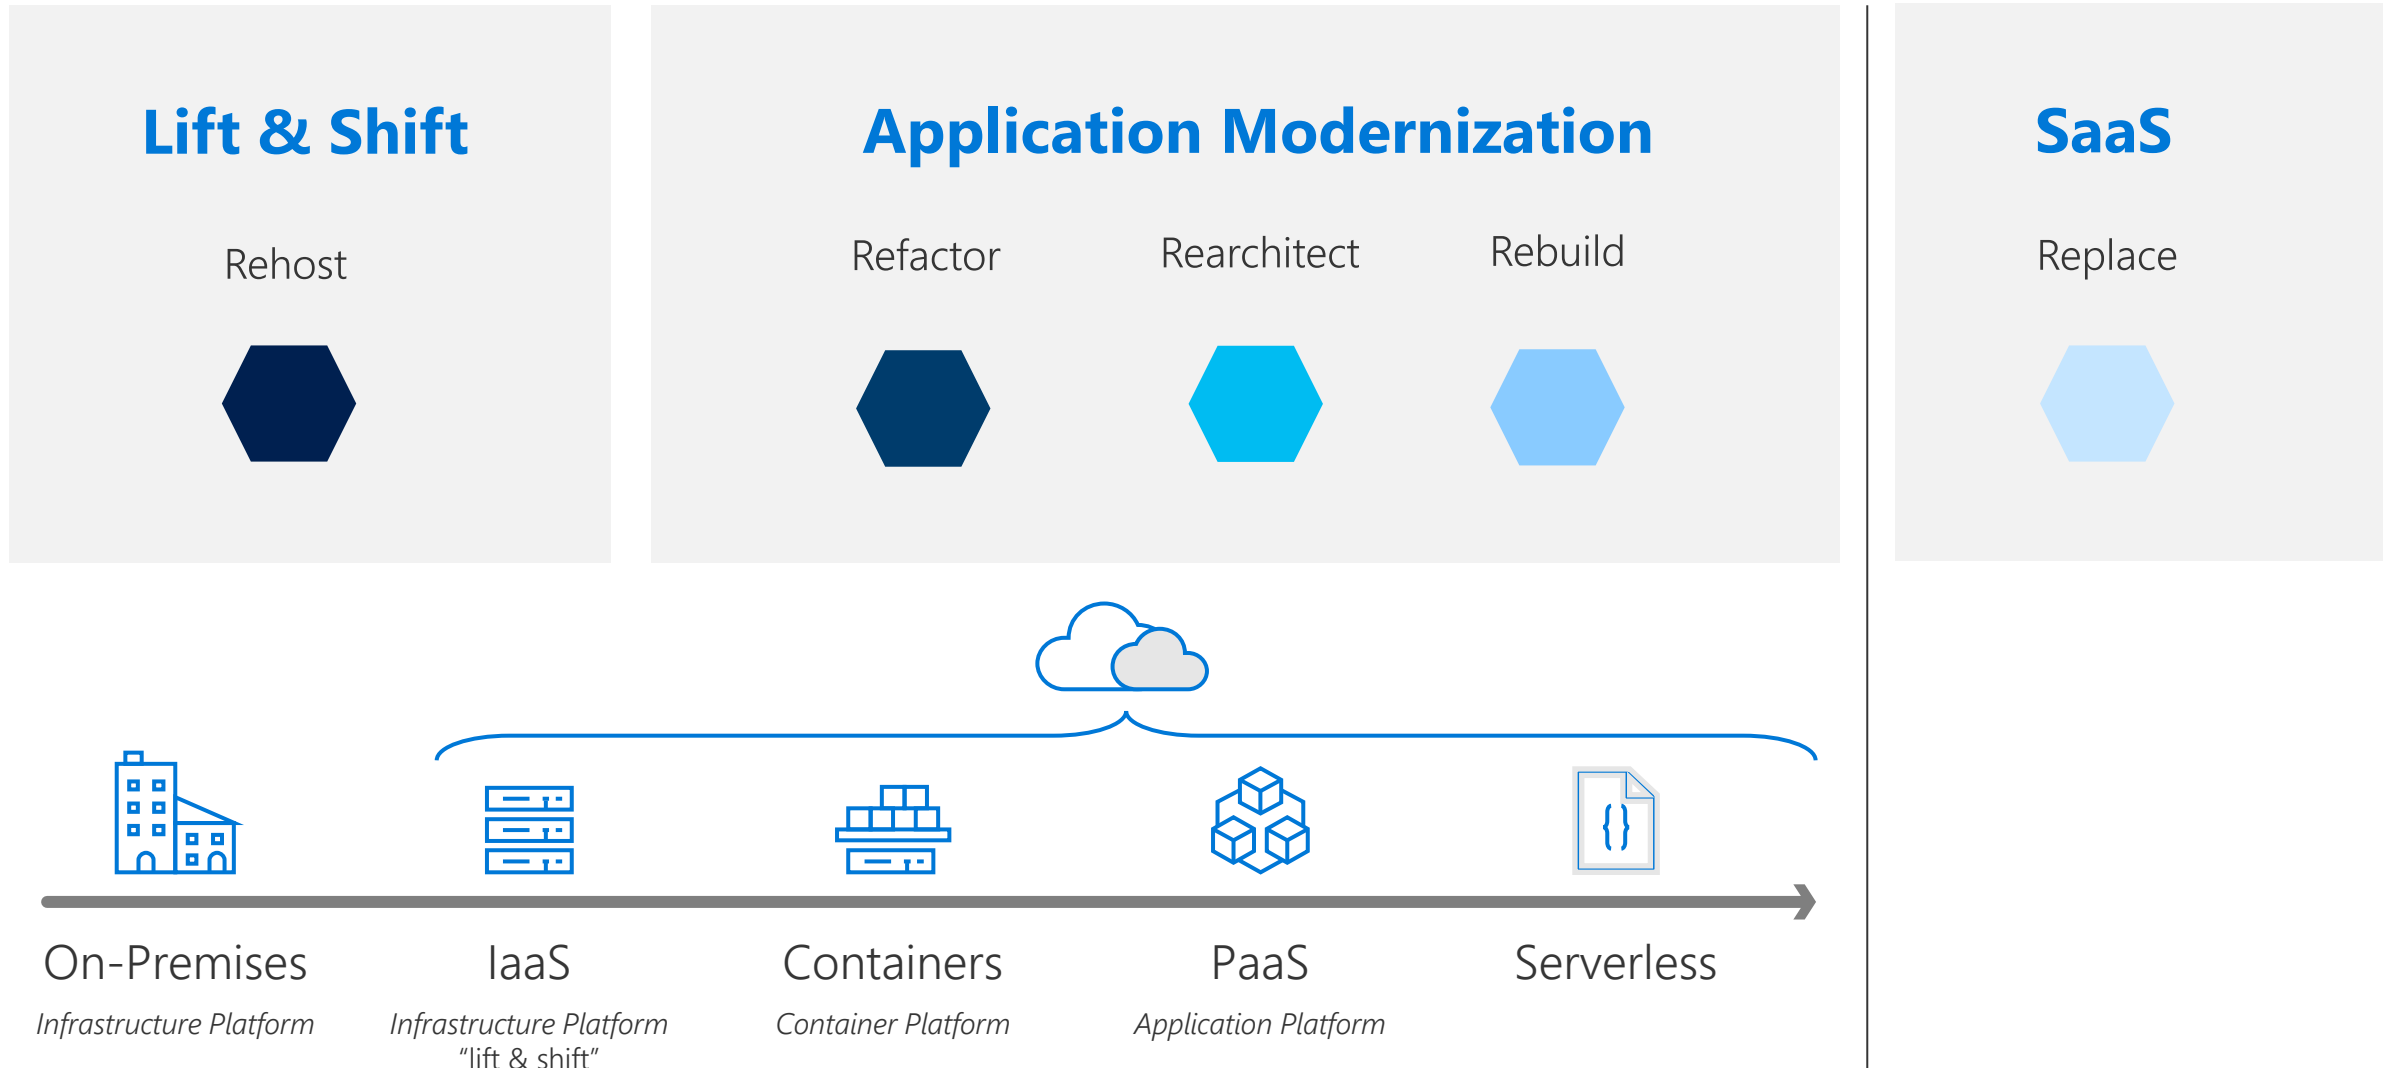 Lift & Shift
Rehost
Application Modernization
Refactor
Rearchitect
Rebuild
SaaS
Replace
{}
On-Premises
Infrastructure Platform
IaaS
Infrastructure Platform
“lift & shift”
Containers
Container Platform
PaaS
Application Platform
Serverless